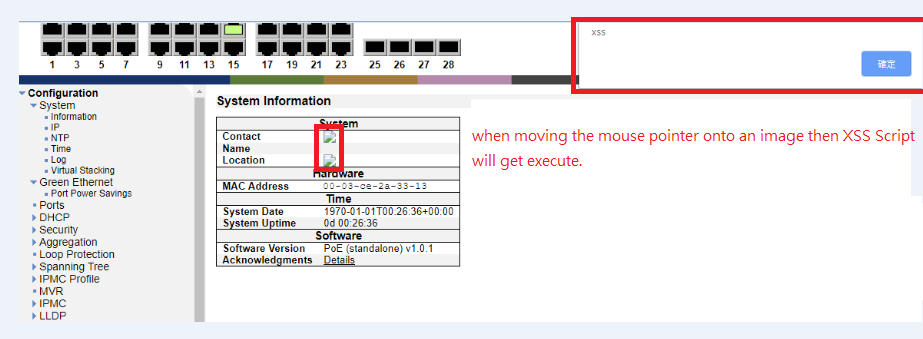 xss
確定
1 3 5 7 9 11 13 15 17 19 21 23 25 26 27 28
Configuration
System
Information
IP
NTP
Time
Log
Virtual Stacking
Green Ethernet
Port Power Savings
Ports
DHCP
Security
Aggregation
Loop Protection
Spanning Tree
IPMC Profile
MVR
IPMC
LLDP
System Information
System
Contact
Name
Location
Hardware
MAC Address 00-03-ce-2a-33-13
Time
System Date 1970-01-01T00:26:36+00:00
System Uptime 0d 00:26:36
Software
Software Version PoE (standalone) v1.0.1
Acknowledgments Details
when moving the mouse pointer onto an image then XSS Script
will get execute.